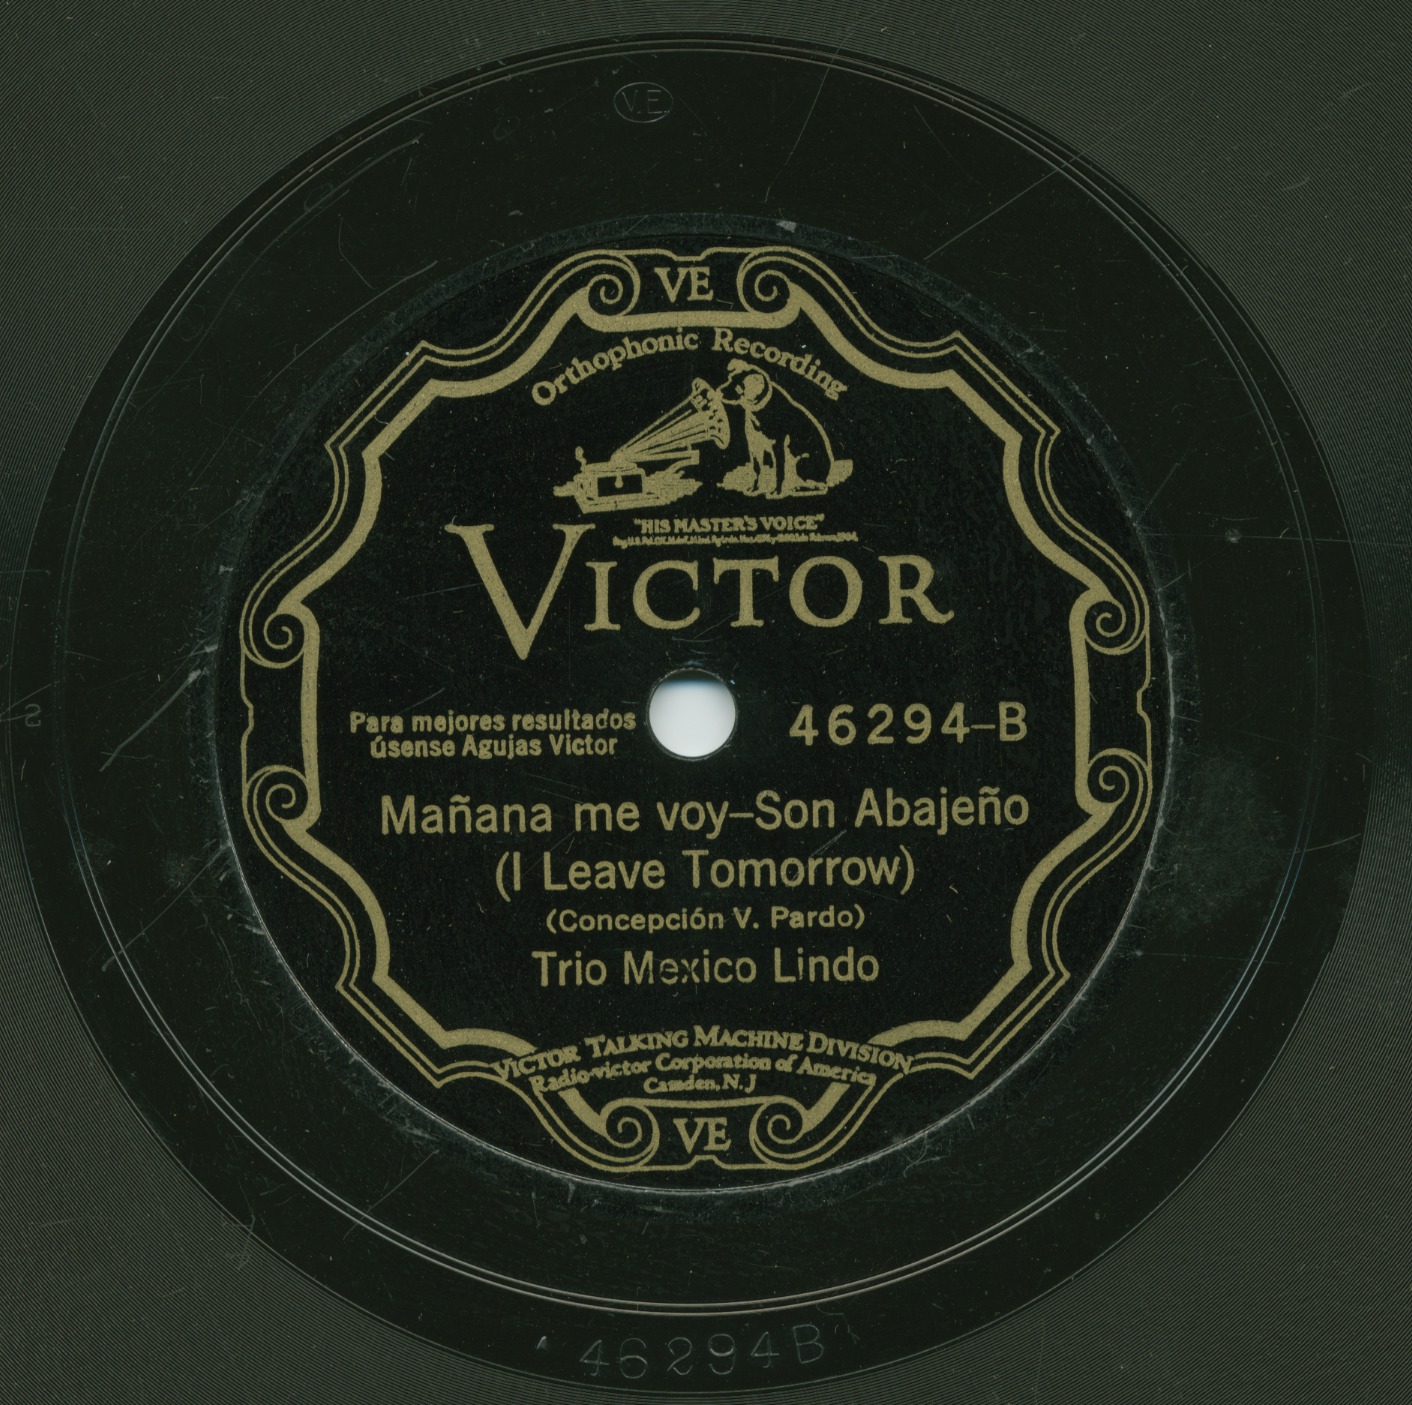 V.E.
VE
Orthophonic Recording
"HIS MASTER'S VOICE"
VICTOR
Para mejores resultados
úsense Agujas Victor
46294-B
Mañana me voy–Son Abajeño
(I Leave Tomorrow)
(Concepción V. Pardo)
Trio Mexico Lindo
VICTOR TALKING MACHINE DIVISION
Radio-victor Corporation of America
Camden, N. J
VE
46294B